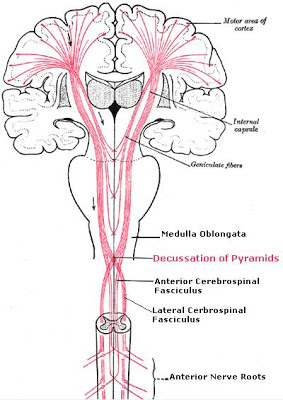 Motor area of
cortex
Internal
capsule
Geniculate fibers
Medulla Oblongata
Decussation of Pyramids
Anterior Cerebrospinal
Fasciculus
Lateral Cerbrospinal
Fasciculus
Anterior Nerve Roots